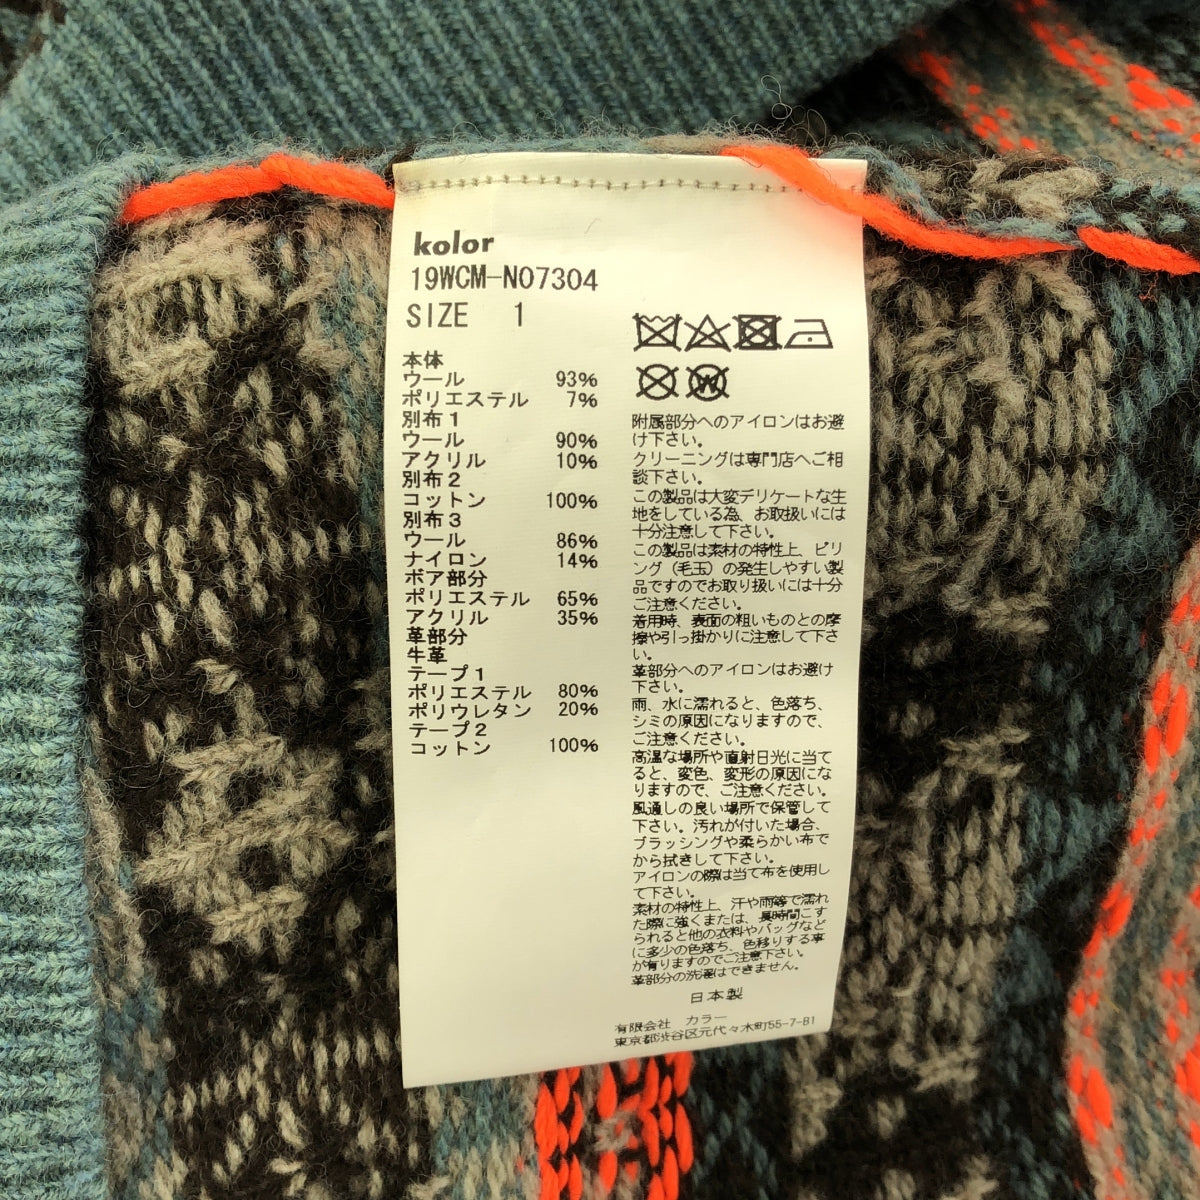 kolor
19WCM-N07304
SIZE 1
本体
ウール 93%
ポリエステル 7%
別布1
ウール 90%
アクリル 10%
別布2
コットン 100%
別布3
ウール 86%
ナイロン 14%
ボア部分
ポリエステル 65%
アクリル 35%
革部分
牛革
テープ1
ポリエステル 80%
ポリウレタン 20%
テープ2
コットン 100%
W
附属部分へのアイロンはお避
け下さい。
クリーニングは専門店へご相
談下さい。
この製品は大変デリケートな生
地をしている為、お取扱いには
十分注意して下さい。
この製品は素材の特性上、ピリ
ング（毛玉）の発生しやすい製
品ですのでお取り扱いには十分
ご注意ください。
着用時、表面の粗いものとの摩
擦や引っ掛かりに注意して下さ
い。
革部分へのアイロンはお避け
下さい。
雨、水に濡れると、色落ち、
シミの原因になりますので、
ご注意ください。
高温な場所や直射日光に当て
ると、変色、変形の原因にな
りますので、ご注意ください。
風通しの良い場所で保管して
下さい。汚れが付いた場合、
ブラッシングや柔らかい布で
から拭きして下さい。
アイロンの際は当て布を使用し
て下さい。
素材の特性上、汗や雨等で濡れ
た際に強くまたは、長時間こす
られると他の衣料やバッグなど
に多少の色落ち、色移りする事
が有りますのでご注意下さい。
革部分の洗濯はできません。
日本製
有限会社 カラー
東京都渋谷区元代々木町55-7-B1